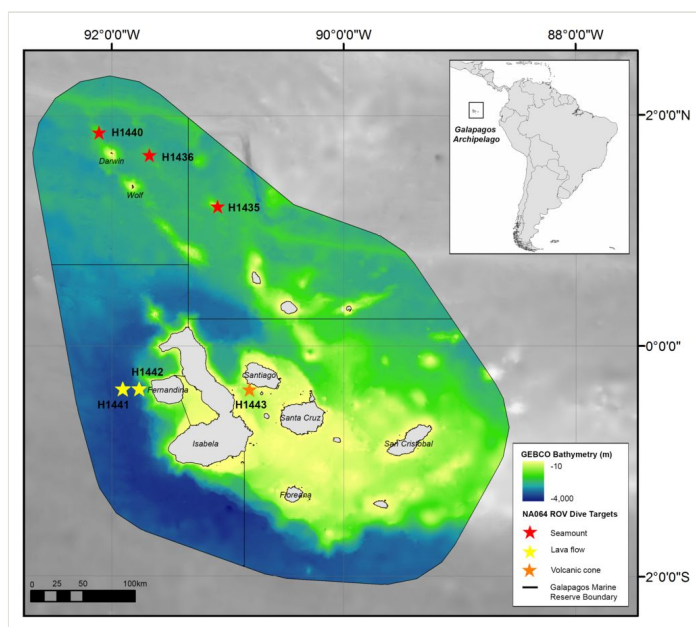 92°0'0"W
90°0'0"W
88°0'0"W
2°0'0"N
Galapagos
Archipelago
H1440
Darwin
H1436
Wolf
H1435
0°0'0"
H1442
Santiago
Fernandina
H1441
H1443
Santa Cruz
Isabela
San Cristobal
Floreana
GEBCO Bathymetry (m)
-10
-4,000
NA064 ROV Dive Targets
Seamount
Lava flow
Volcanic cone
Galapagos Marine
Reserve Boundary
0 25 50 100km
2°0'0"S